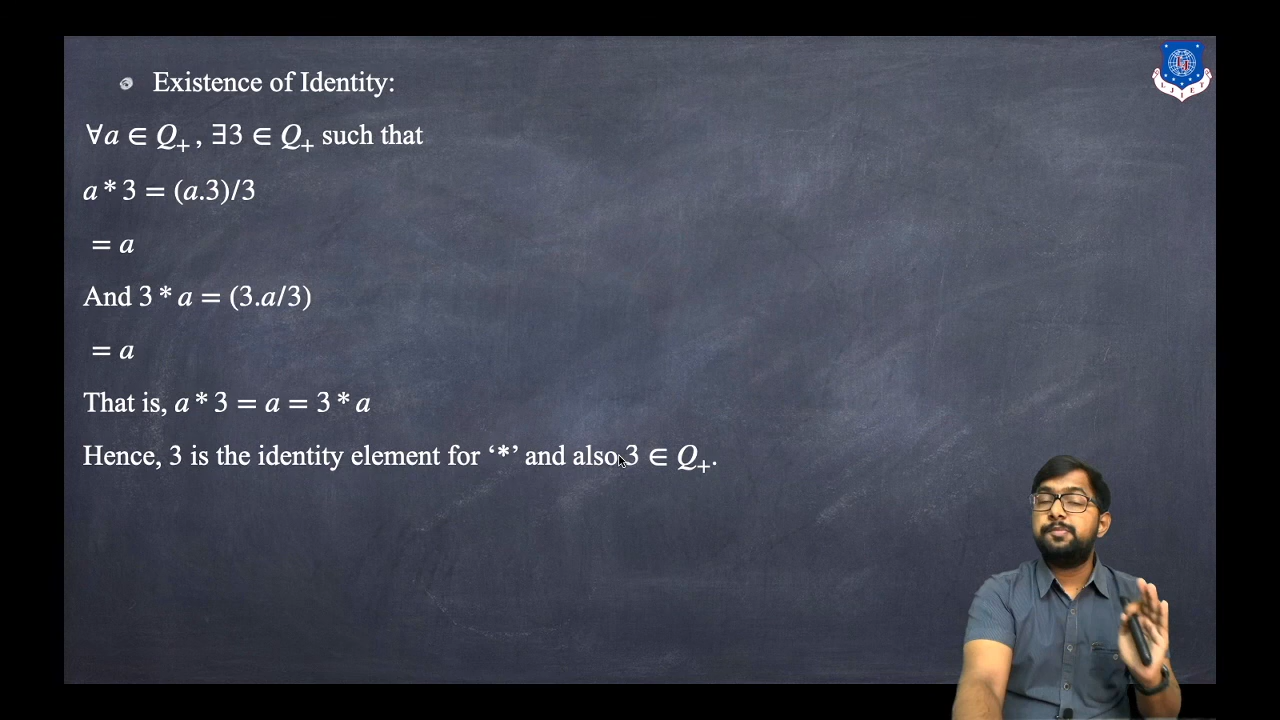 Existence of Identity:
∀a ∈ Q₊ , ∃3 ∈ Q₊ such that
a * 3 = (a.3)/3
= a
And 3 * a = (3.a/3)
= a
That is, a * 3 = a = 3 * a
Hence, 3 is the identity element for ‘*’ and also 3 ∈ Q₊.